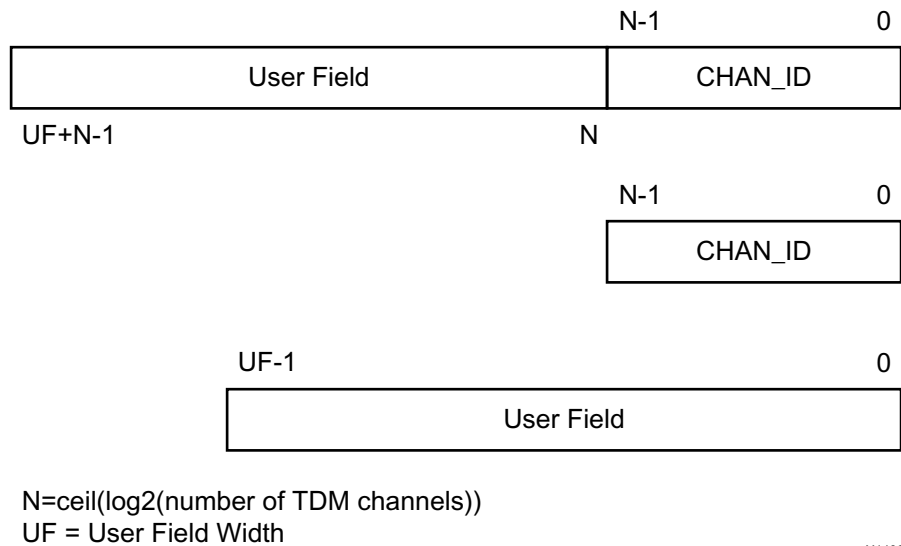 N-1 0
User Field CHAN_ID
UF+N-1 N
N-1 0
CHAN_ID
UF-1 0
User Field
N=ceil(log2(number of TDM channels))
UF = User Field Width